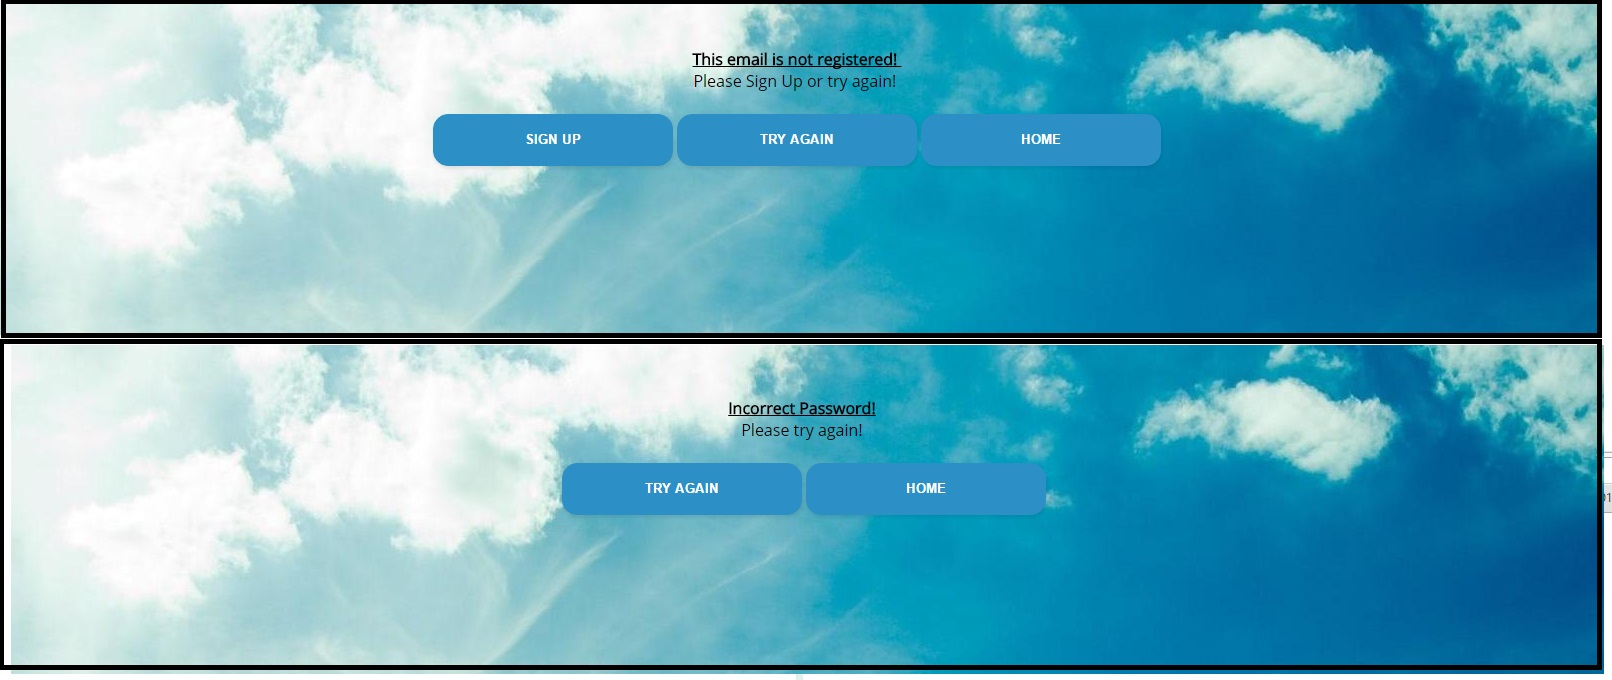 This email is not registered!
Please Sign Up or try again!
SIGN UP TRY AGAIN HOME
Incorrect Password!
Please try again!
TRY AGAIN HOME